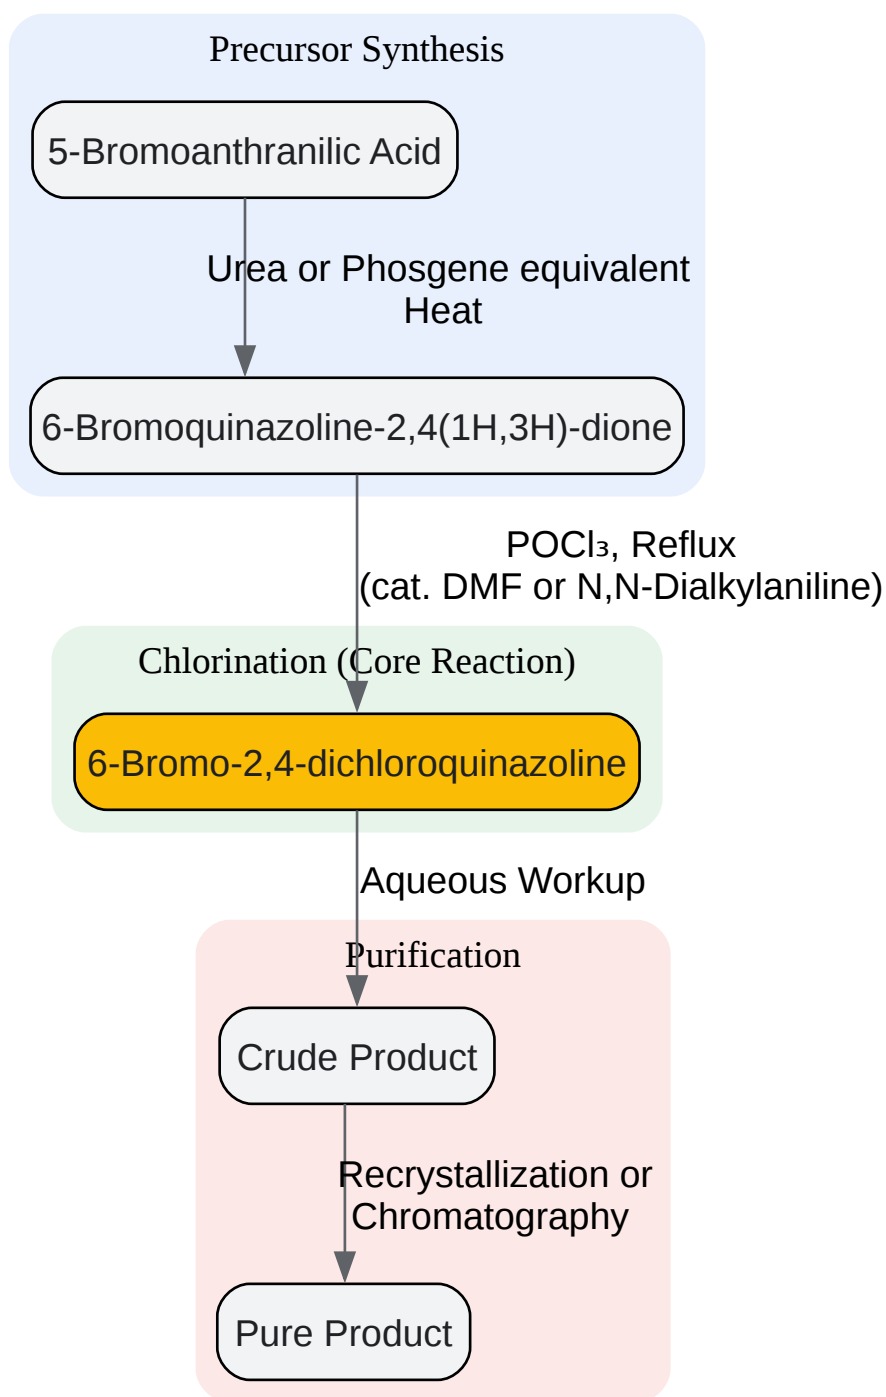 Precursor Synthesis
5-Bromoanthranilic Acid
Urea or Phosgene equivalent
Heat
6-Bromoquinazoline-2,4(1H,3H)-dione
POCl₃, Reflux
(cat. DMF or N,N-Dialkylaniline)
Chlorination (Core Reaction)
6-Bromo-2,4-dichloroquinazoline
Aqueous Workup
Purification
Crude Product
Recrystallization or
Chromatography
Pure Product